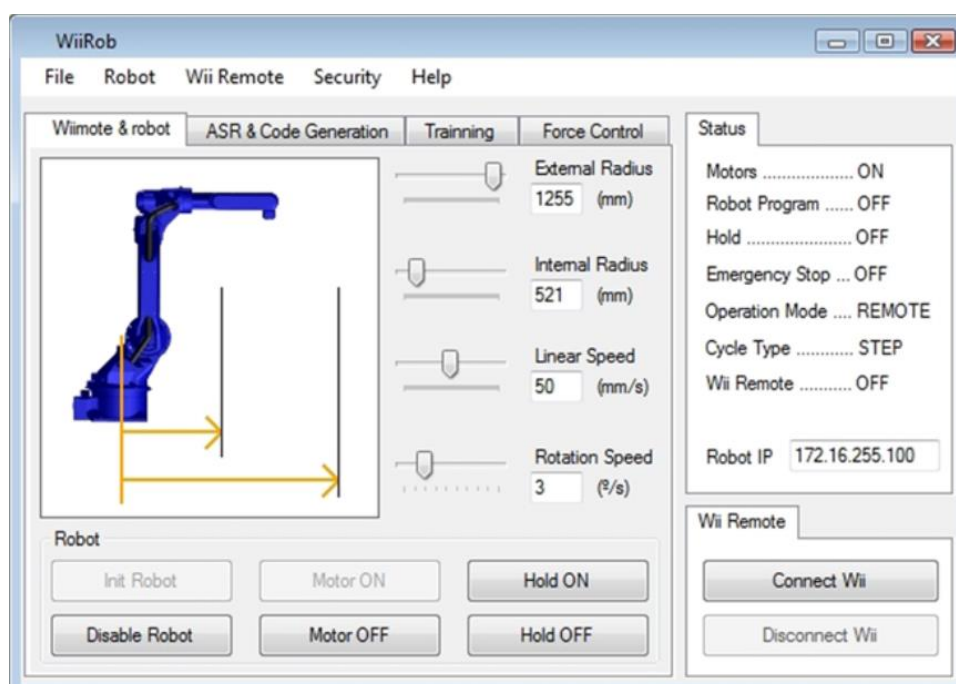 WiiRob
File Robot Wii Remote Security Help
Wiimote & robot ASR & Code Generation Trainning Force Control
External Radius
1255 (mm)
Internal Radius
521 (mm)
Linear Speed
50 (mm/s)
Rotation Speed
3 (º/s)
Robot
Init Robot Motor ON Hold ON
Disable Robot Motor OFF Hold OFF
Status
Motors .................. ON
Robot Program ...... OFF
Hold ..................... OFF
Emergency Stop ... OFF
Operation Mode .... REMOTE
Cycle Type ............ STEP
Wii Remote ........... OFF
Robot IP 172.16.255.100
Wii Remote
Connect Wii
Disconnect Wii